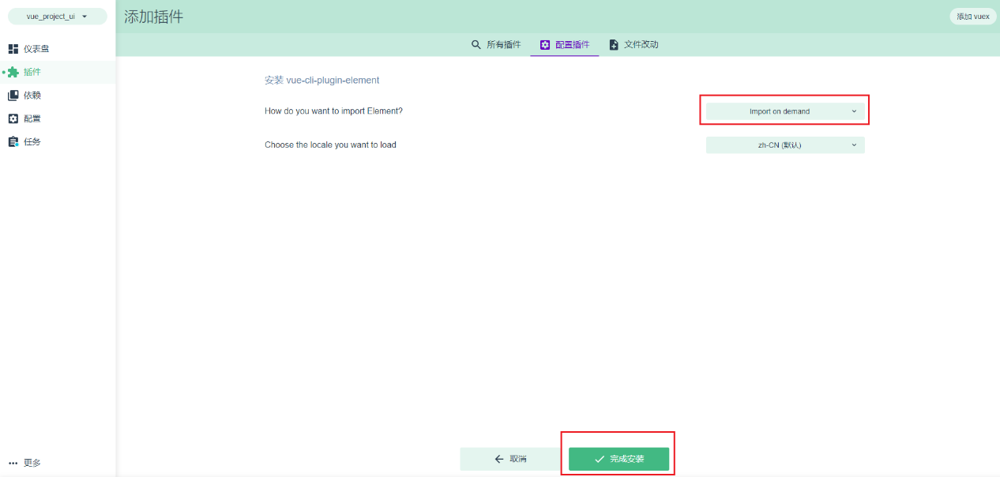 vue_project_ui
添加插件
添加 vuex
仪表盘
插件
依赖
配置
任务
所有插件
配置插件
文件改动
安装 vue-cli-plugin-element
How do you want to import Element?
Import on demand
Choose the locale you want to load
zh-CN (默认)
更多
取消
完成安装